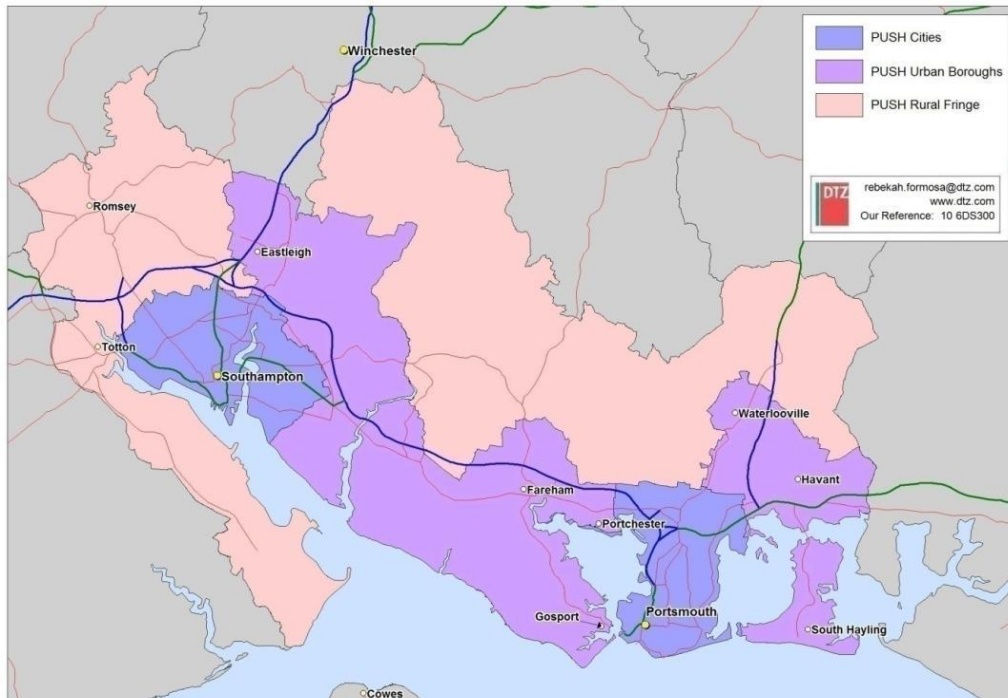 Winchester
PUSH Cities
PUSH Urban Boroughs
PUSH Rural Fringe
DTZ
rebekah.formosa@dtz.com
www.dtz.com
Our Reference: 10 6DS300
Romsey
Eastleigh
Totton
Southampton
Waterlooville
Havant
Fareham
Portchester
Gosport
Portsmouth
South Hayling
Cowes